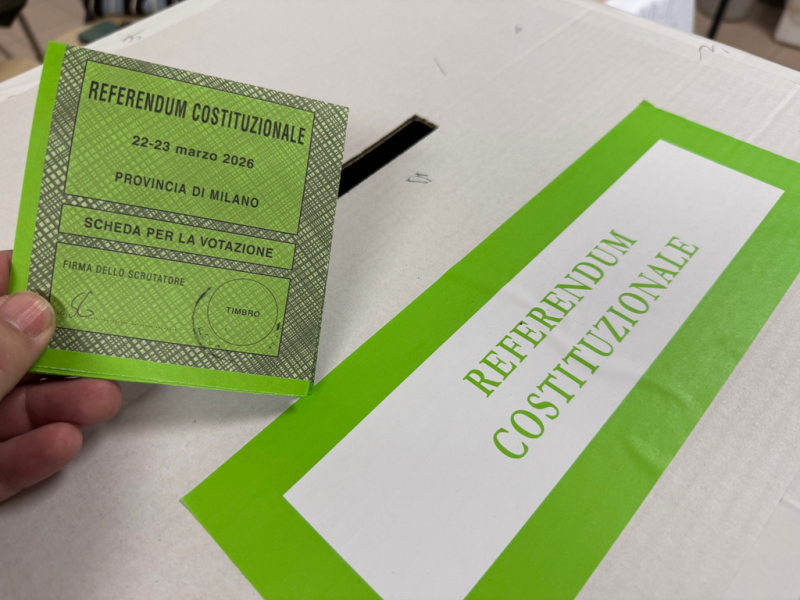 REFERENDUM COSTITUZIONALE
22-23 marzo 2026
PROVINCIA DI MILANO
SCHEDA PER LA VOTAZIONE
FIRMA DELLO SCRUTATORE
TIMBRO
REFERENDUM
COSTITUZIONALE